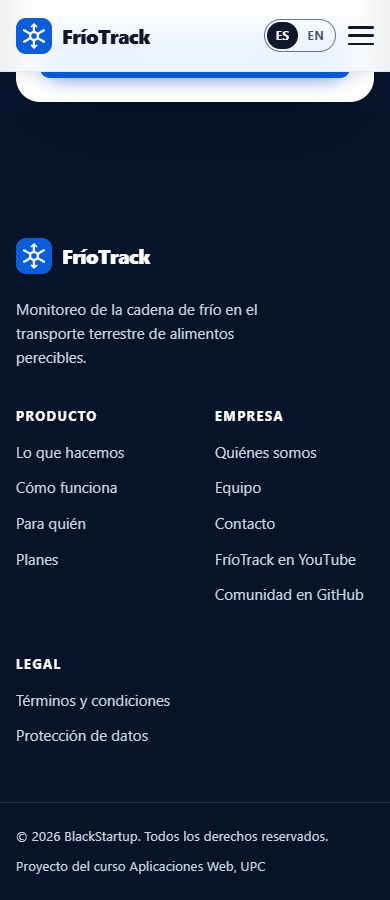 FríoTrack
ES EN
FríoTrack
Monitoreo de la cadena de frío en el
transporte terrestre de alimentos
perecibles.
PRODUCTO
Lo que hacemos
Cómo funciona
Para quién
Planes
EMPRESA
Quiénes somos
Equipo
Contacto
FríoTrack en YouTube
Comunidad en GitHub
LEGAL
Términos y condiciones
Protección de datos
© 2026 BlackStartup. Todos los derechos reservados.
Proyecto del curso Aplicaciones Web, UPC